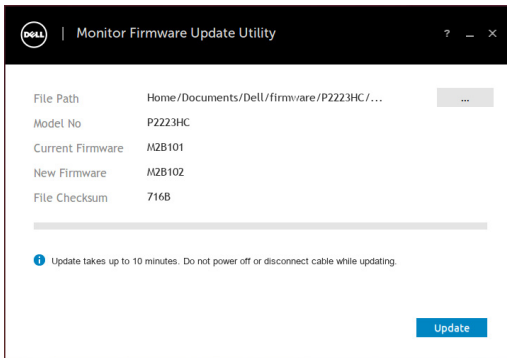 DELL | Monitor Firmware Update Utility ? _ ×
File Path Home/Documents/Dell/firmware/P2223HC/... ...
Model No P2223HC
Current Firmware M2B101
New Firmware M2B102
File Checksum 716B
i Update takes up to 10 minutes. Do not power off or disconnect cable while updating.
Update